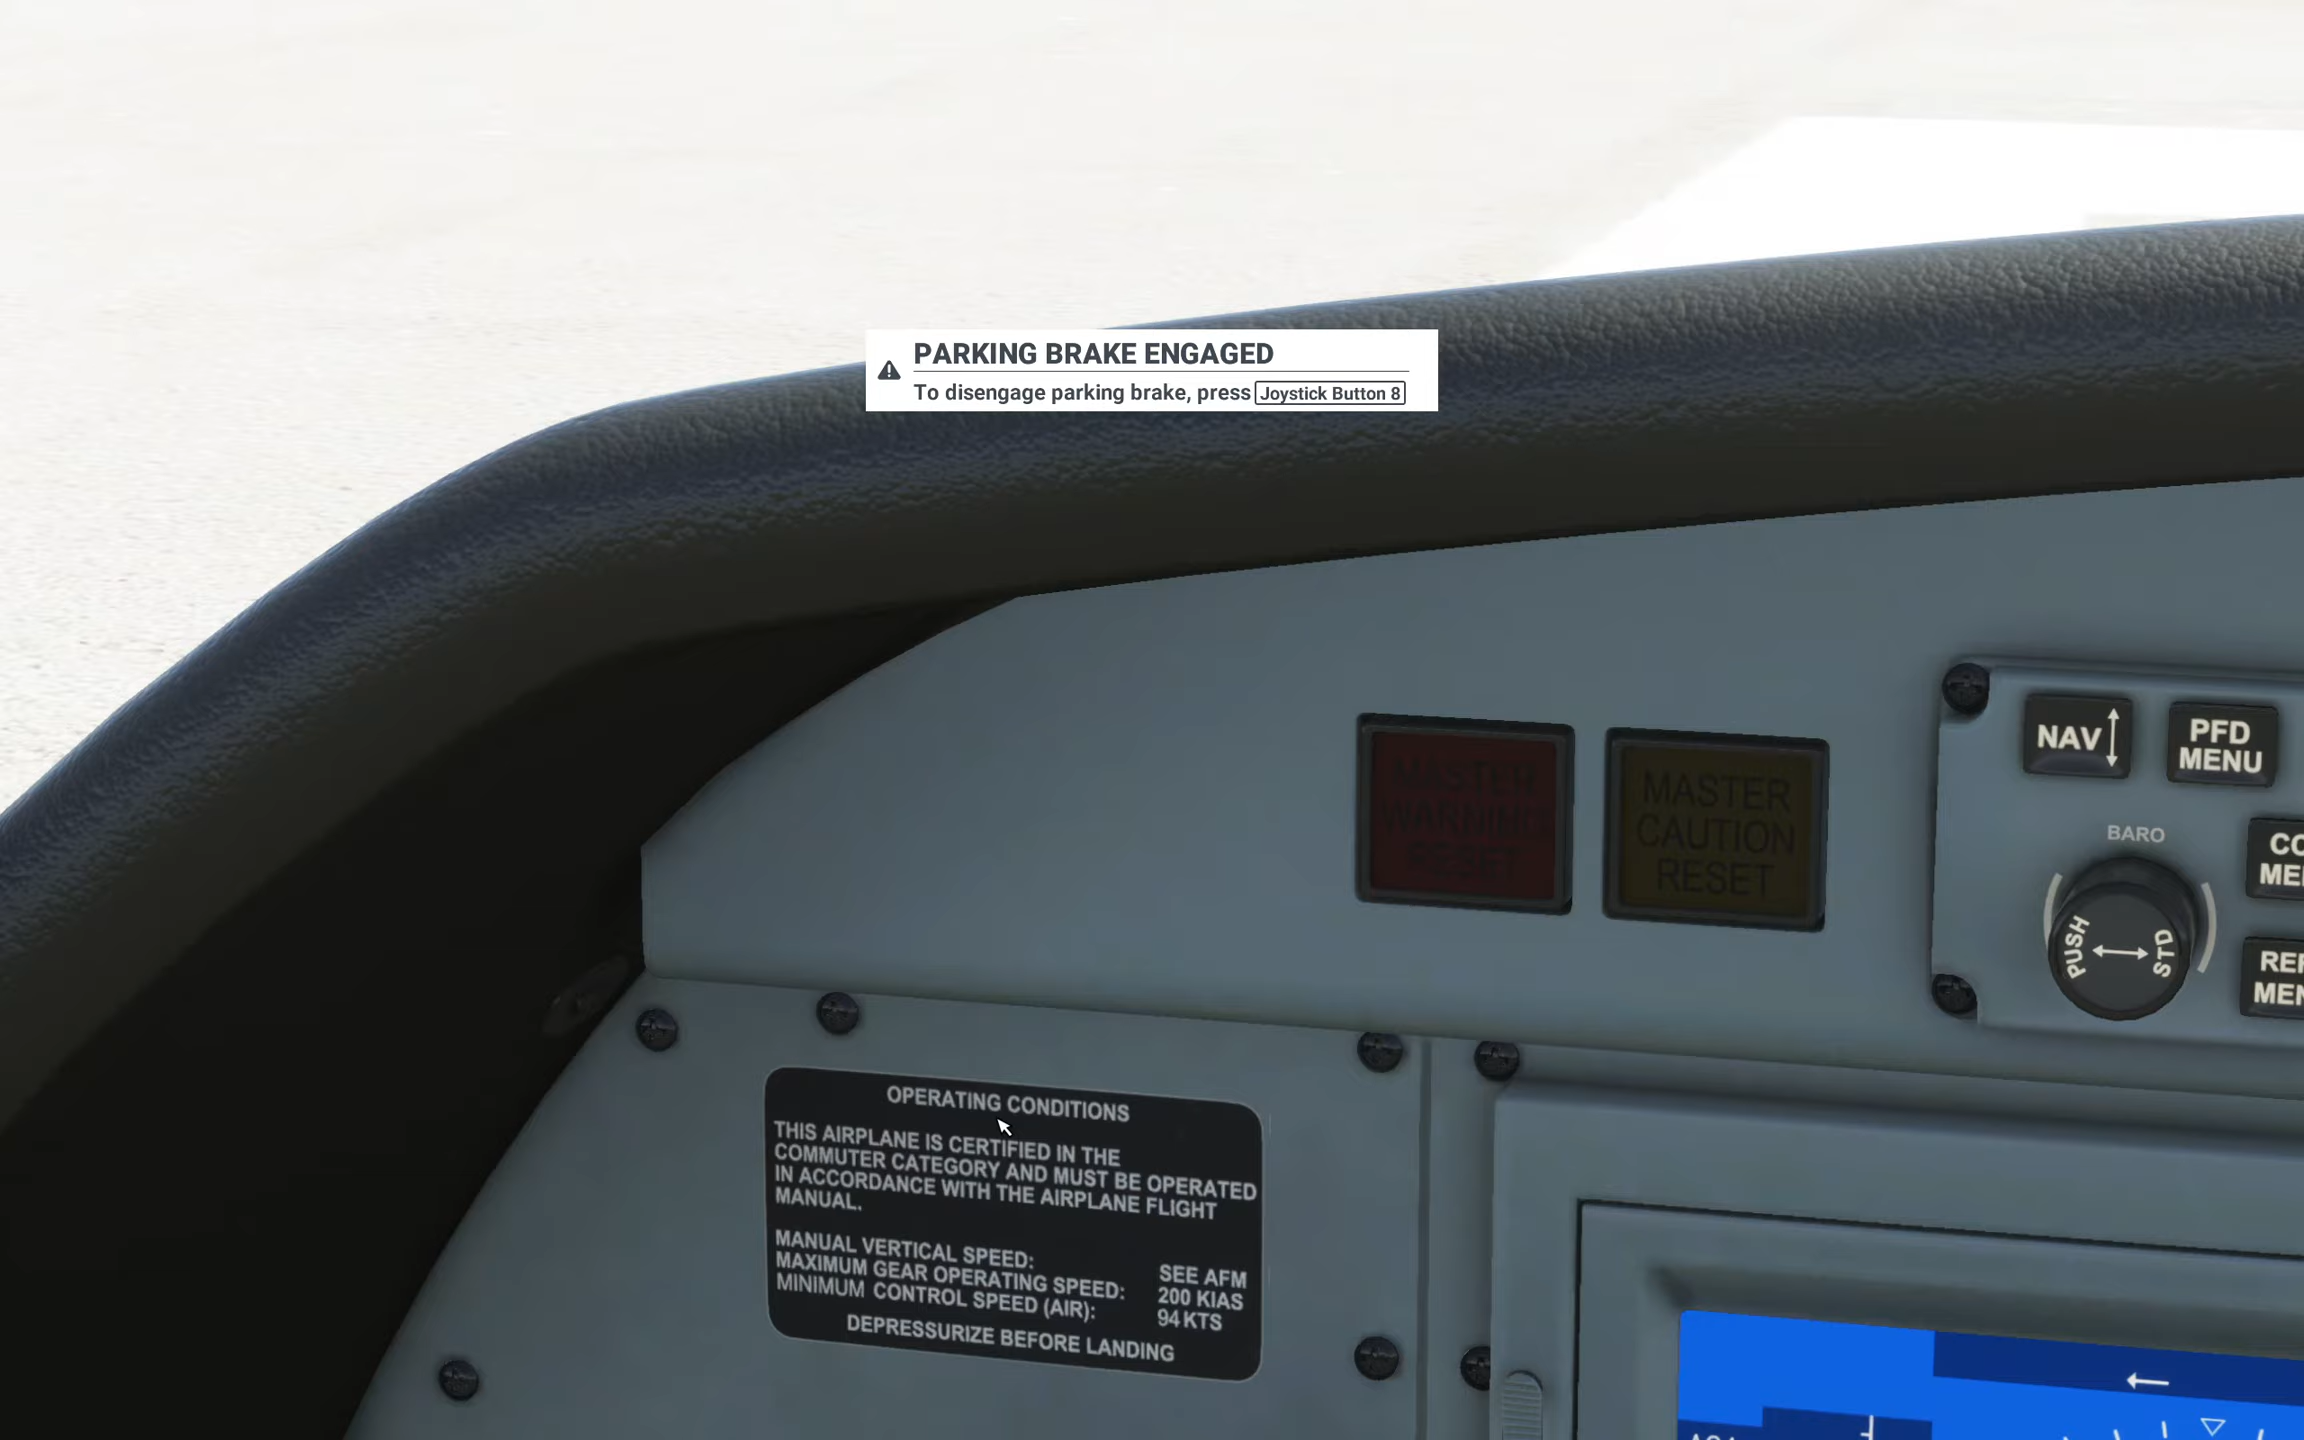 PARKING BRAKE ENGAGED
To disengage parking brake, press Joystick Button 8
NAV
PFD
MENU
MASTER
WARNING
RESET
MASTER
CAUTION
RESET
BARO
PUSH
STD
OPERATING CONDITIONS
THIS AIRPLANE IS CERTIFIED IN THE
COMMUTER CATEGORY AND MUST BE OPERATED
IN ACCORDANCE WITH THE AIRPLANE FLIGHT
MANUAL.
MANUAL VERTICAL SPEED: SEE AFM
MAXIMUM GEAR OPERATING SPEED: 200 KIAS
MINIMUM CONTROL SPEED (AIR): 94 KTS
DEPRESSURIZE BEFORE LANDING